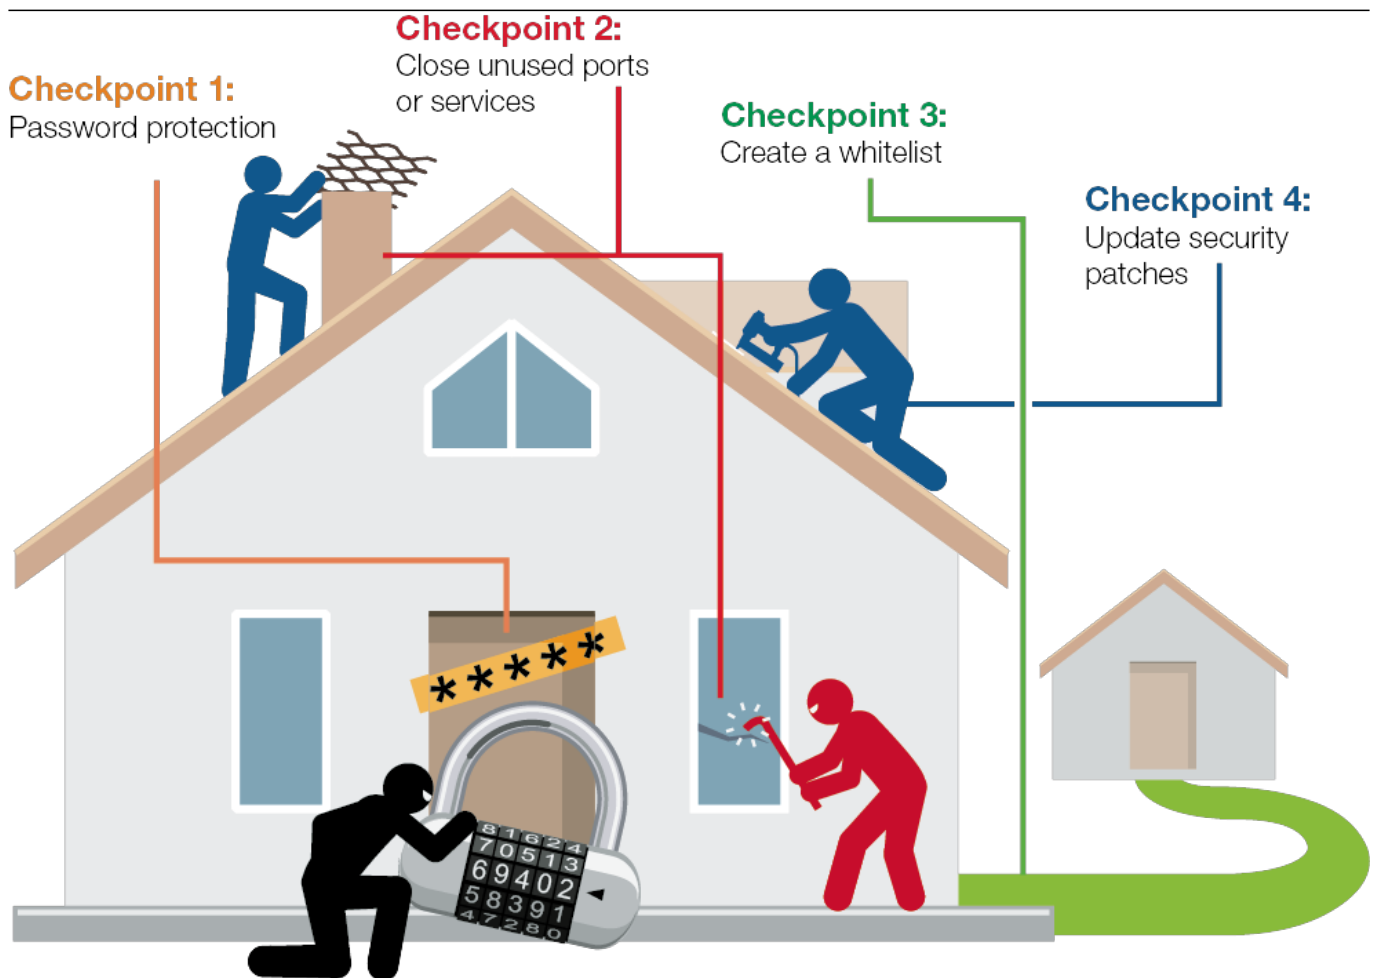 Checkpoint 1:
Password protection
Checkpoint 2:
Close unused ports
or services
Checkpoint 3:
Create a whitelist
Checkpoint 4:
Update security
patches
*****
81624
70513
69402
58391
47280